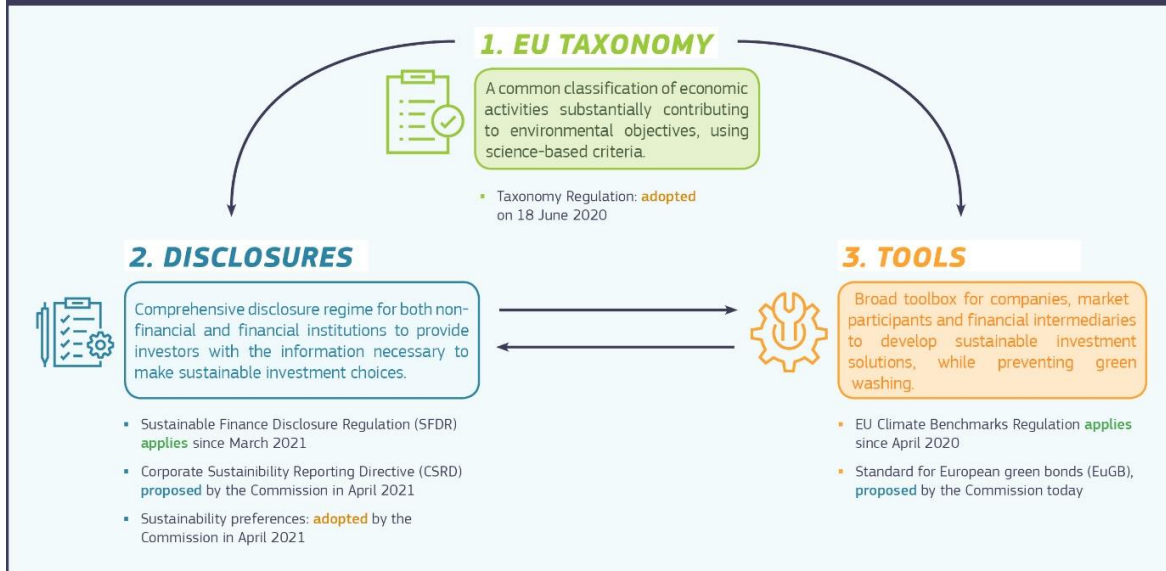 1. EU TAXONOMY
A common classification of economic
activities substantially contributing
to environmental objectives, using
science-based criteria.
▪ Taxonomy Regulation: adopted
on 18 June 2020
2. DISCLOSURES
Comprehensive disclosure regime for both non-
financial and financial institutions to provide
investors with the information necessary to
make sustainable investment choices.
▪ Sustainable Finance Disclosure Regulation (SFDR)
applies since March 2021
▪ Corporate Sustainibility Reporting Directive (CSRD)
proposed by the Commission in April 2021
▪ Sustainability preferences: adopted by the
Commission in April 2021
3. TOOLS
Broad toolbox for companies, market
participants and financial intermediaries
to develop sustainable investment
solutions, while preventing green
washing.
▪ EU Climate Benchmarks Regulation applies
since April 2020
▪ Standard for European green bonds (EuGB),
proposed by the Commission today